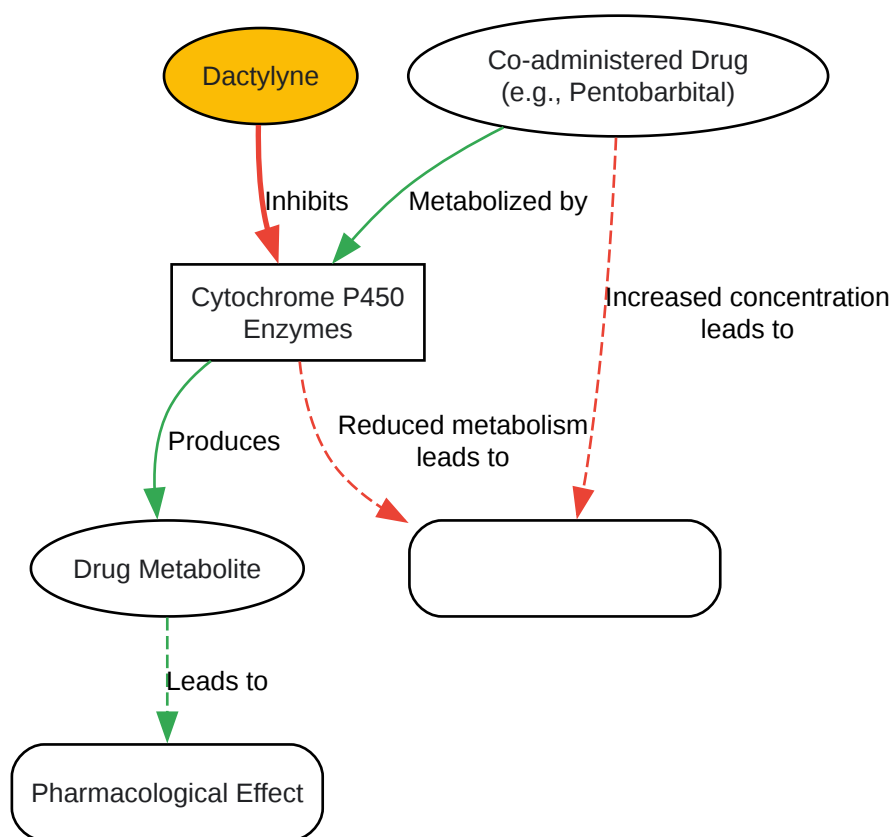 Dactylyne
Co-administered Drug
(e.g., Pentobarbital)
Inhibits
Metabolized by
Cytochrome P450
Enzymes
Increased concentration
leads to
Produces
Reduced metabolism
leads to
Drug Metabolite
Leads to
Pharmacological Effect